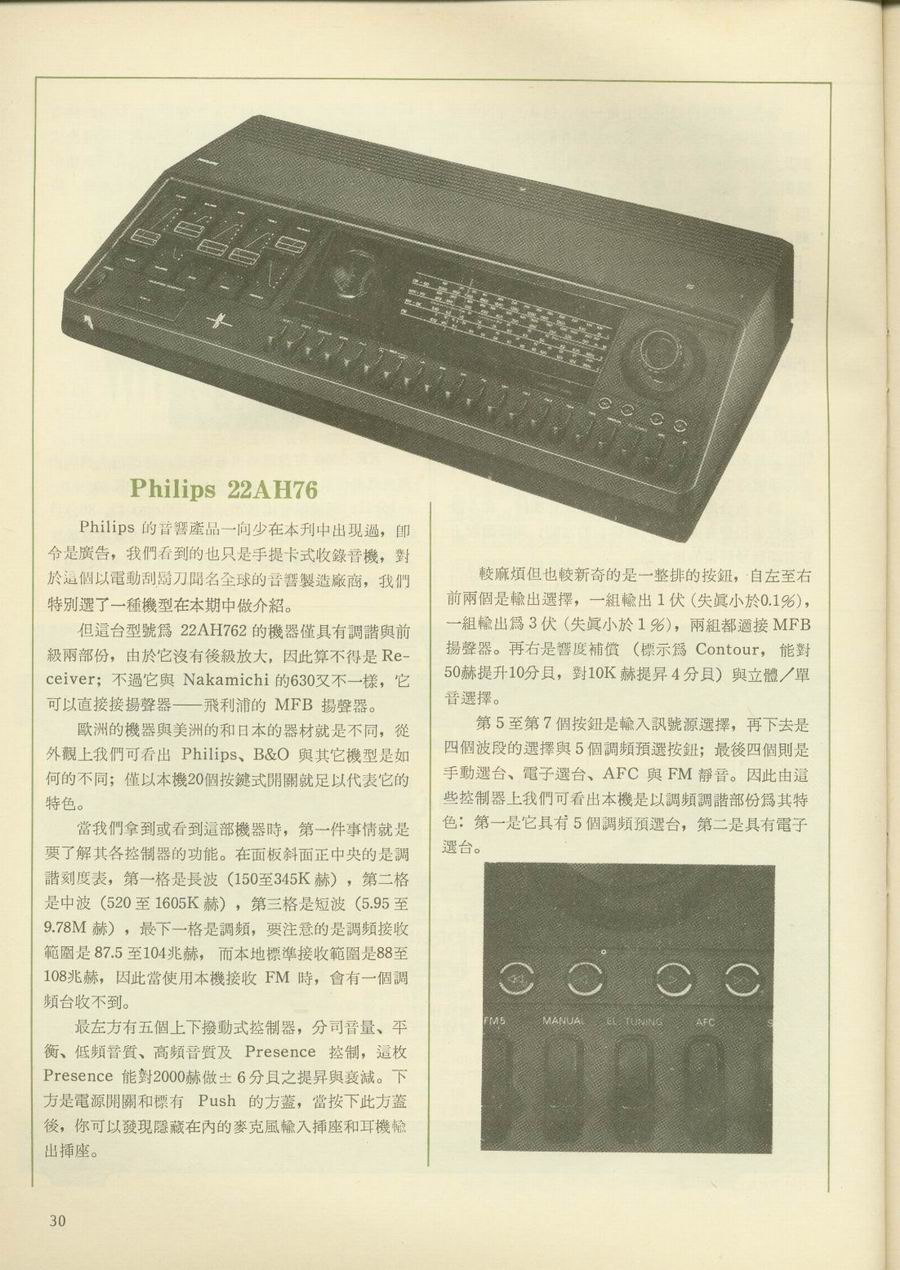 Philips 22AH76
Philips 的音響產品一向少在本刋中出現過，卽
令是廣告，我們看到的也只是手提卡式收錄音機，對
於這個以電動刮鬍刀聞名全球的音響製造廠商，我們
特別選了一種機型在本期中做介紹。
但這台型號爲 22AH762 的機器僅具有調諧與前
級兩部份，由於它沒有後級放大，因此算不得是 Re-
ceiver；不過它與 Nakamichi 的630又不一樣，它
可以直接接揚聲器——飛利浦的 MFB 揚聲器。
歐洲的機器與美洲的和日本的器材就是不同，從
外觀上我們可看出 Philips、B&O 與其它機型是如
何的不同；僅以本機20個按鍵式開關就足以代表它的
特色。
當我們拿到或看到這部機器時，第一件事情就是
要了解其各控制器的功能。在面板斜面正中央的是調
諧刻度表，第一格是長波（150至345K 赫），第二格
是中波（520 至 1605K 赫），第三格是短波（5.95 至
9.78M 赫），最下一格是調頻，要注意的是調頻接收
範圍是 87.5 至104兆赫，而本地標準接收範圍是88至
108兆赫，因此當使用本機接收 FM 時，會有一個調
頻台收不到。
最左方有五個上下撥動式控制器，分司音量、平
衡、低頻音質、高頻音質及 Presence 控制，這枚
Presence 能對2000赫做± 6 分貝之提昇與衰減。下
方是電源開關和標有 Push 的方蓋，當按下此方蓋
後，你可以發現隱藏在內的麥克風輸入揷座和耳機輸
出揷座。
較麻煩但也較新奇的是一整排的按鈕，自左至右
前兩個是輸出選擇，一組輸出 1 伏（失眞小於0.1%），
一組輸出爲 3 伏（失眞小於 1 %），兩組都適接 MFB
揚聲器。再右是響度補償（標示爲 Contour，能對
50赫提升10分貝，對10K 赫提昇 4 分貝）與立體／單
音選擇。
第 5 至第 7 個按鈕是輸入訊號源選擇，再下去是
四個波段的選擇與 5 個調頻預選按鈕；最後四個則是
手動選台、電子選台、AFC 與 FM 靜音。因此由這
些控制器上我們可看出本機是以調頻調諧部份爲其特
色：第一是它具有 5 個調頻預選台，第二是具有電子
選台。
FM5 MANUAL EL TUNING AFC S
30